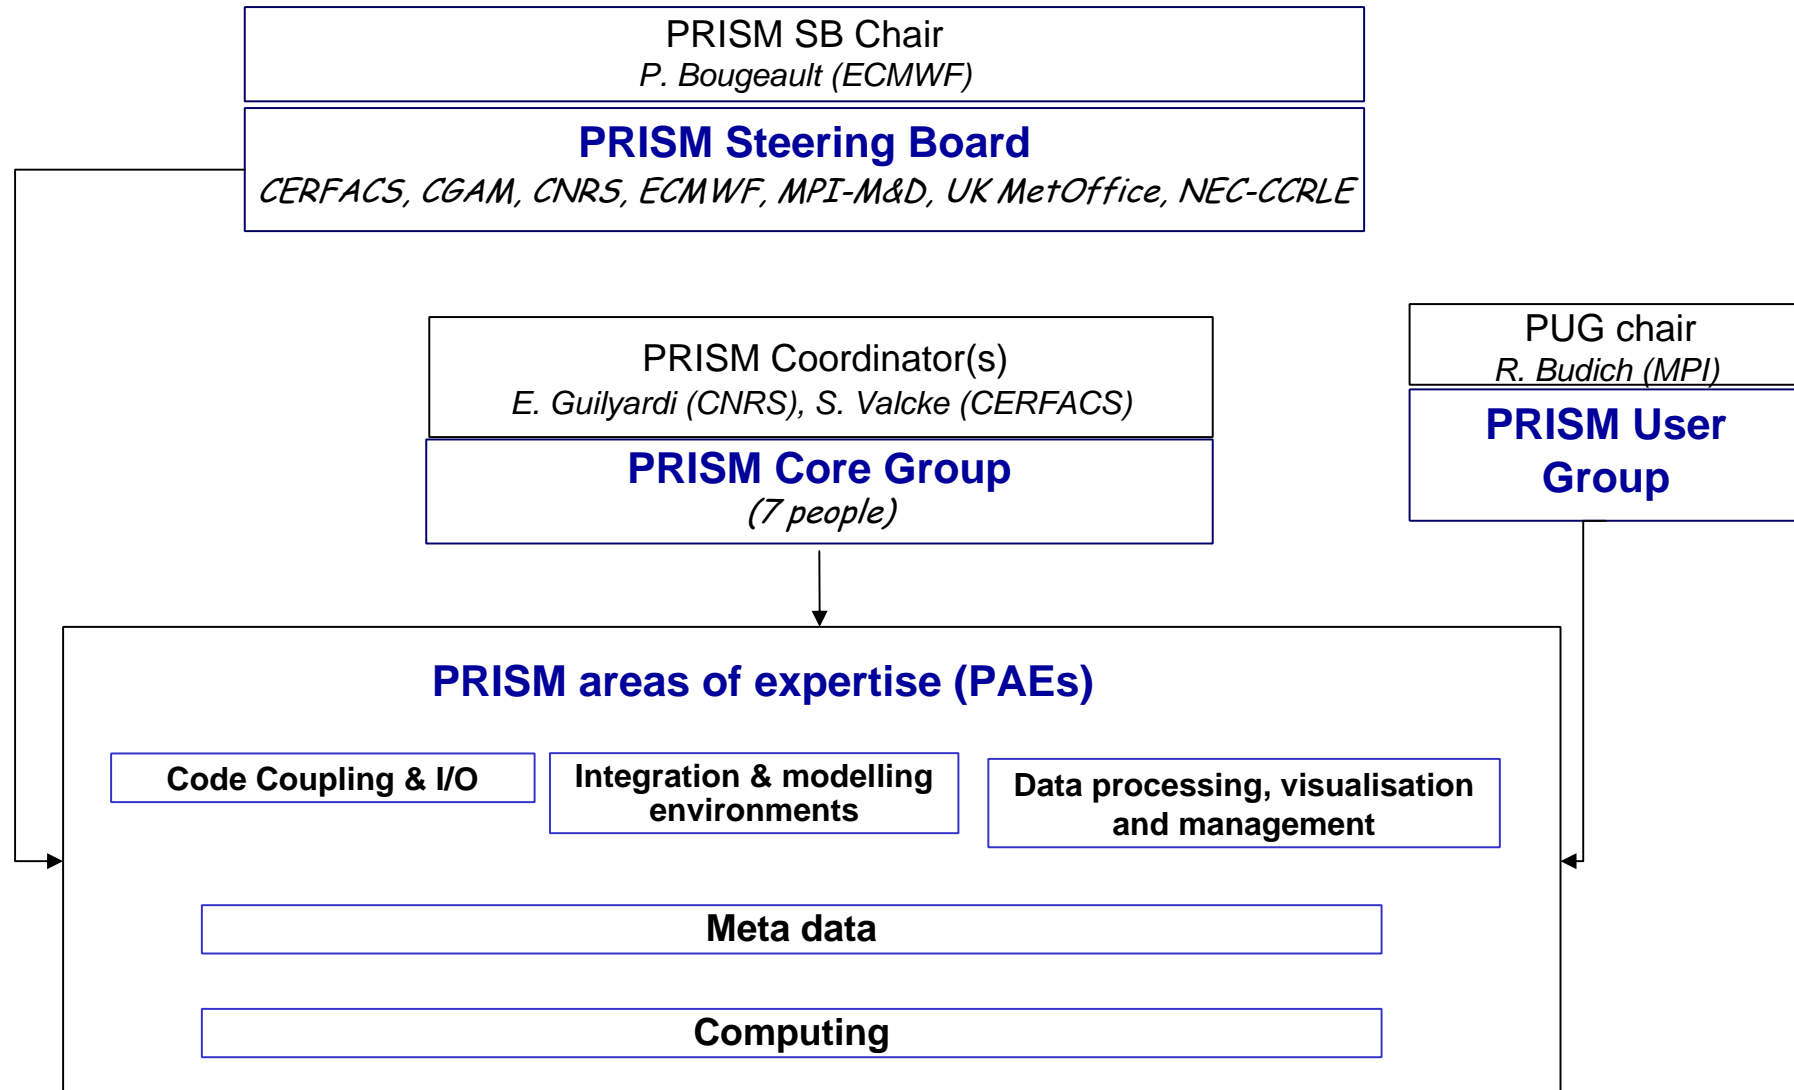 PRISM SB Chair
P. Bougeault (ECMWF)
PRISM Steering Board
CERFACS, CGAM, CNRS, ECMWF, MPI-M&D, UK MetOffice, NEC-CCRLE
PRISM Coordinator(s)
E. Guilyardi (CNRS), S. Valcke (CERFACS)
PRISM Core Group
(7 people)
PUG chair
R. Budich (MPI)
PRISM User
Group
PRISM areas of expertise (PAEs)
Code Coupling & I/O
Integration & modelling
environments
Data processing, visualisation
and management
Meta data
Computing